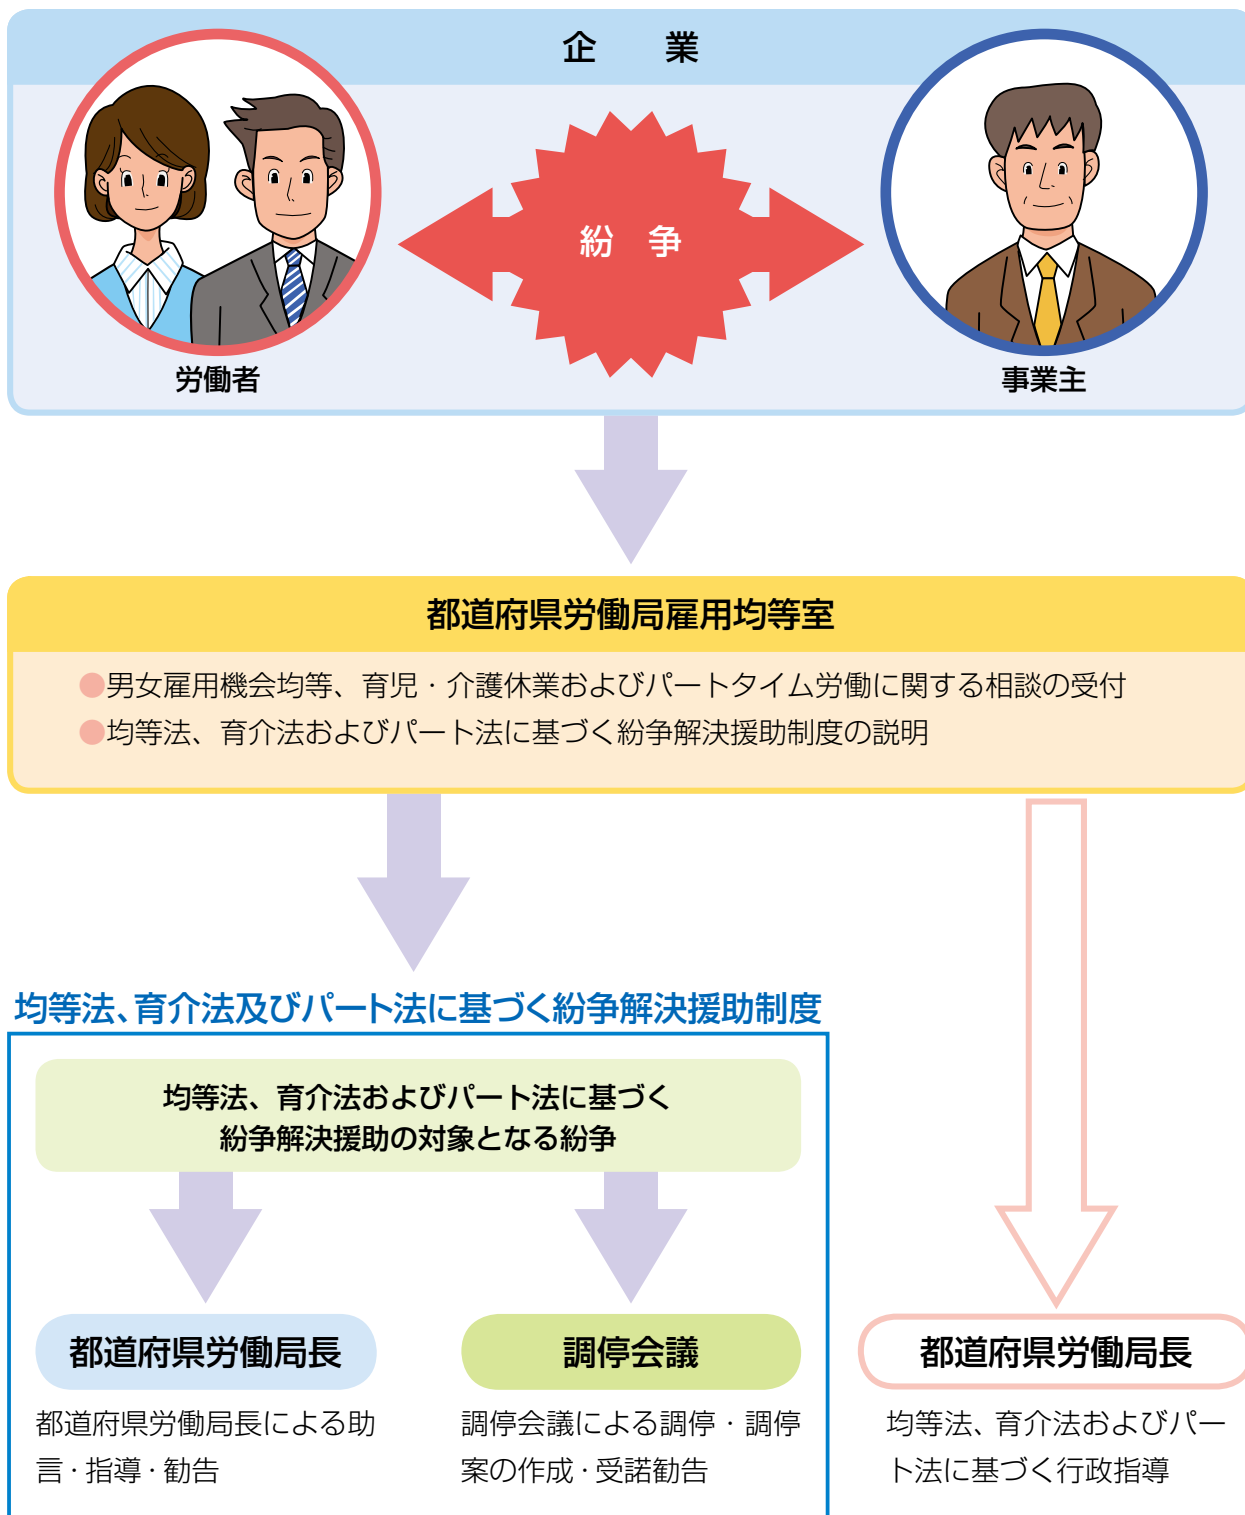 企　業
紛　争
労働者
事業主
都道府県労働局雇用均等室
●男女雇用機会均等、育児・介護休業およびパートタイム労働に関する相談の受付
●均等法、育介法およびパート法に基づく紛争解決援助制度の説明
均等法、育介法及びパート法に基づく紛争解決援助制度
均等法、育介法およびパート法に基づく
紛争解決援助の対象となる紛争
都道府県労働局長
都道府県労働局長による助
言・指導・勧告
調停会議
調停会議による調停・調停
案の作成・受諾勧告
都道府県労働局長
均等法、育介法およびパー
ト法に基づく行政指導